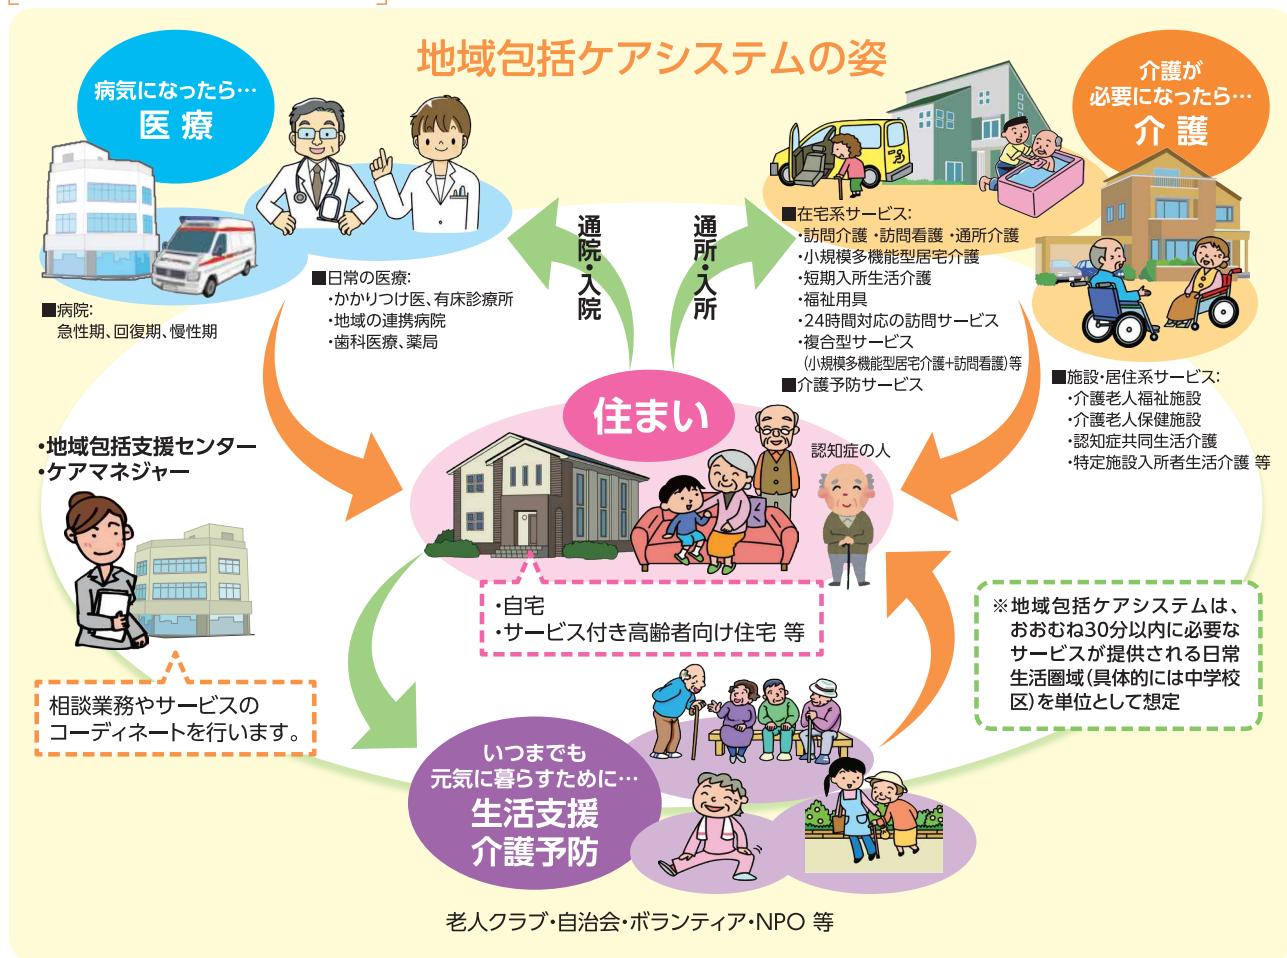 地域包括ケアシステムの姿
病気になったら…
医療
介護が
必要になったら…
介護
通院・入院
通所・入所
■病院:
急性期、回復期、慢性期
■日常の医療:
・かかりつけ医、有床診療所
・地域の連携病院
・歯科医療、薬局
■在宅系サービス:
・訪問介護 ・訪問看護 ・通所介護
・小規模多機能型居宅介護
・短期入所生活介護
・福祉用具
・24時間対応の訪問サービス
・複合型サービス
(小規模多機能型居宅介護+訪問看護)等
■介護予防サービス
■施設・居住系サービス:
・介護老人福祉施設
・介護老人保健施設
・認知症共同生活介護
・特定施設入所者生活介護 等
住まい
認知症の人
・地域包括支援センター
・ケアマネジャー
相談業務やサービスの
コーディネートを行います。
・自宅
・サービス付き高齢者向け住宅 等
※地域包括ケアシステムは、
おおむね30分以内に必要な
サービスが提供される日常
生活圏域(具体的には中学校
区)を単位として想定
いつまでも
元気に暮らすために…
生活支援
介護予防
老人クラブ・自治会・ボランティア・NPO 等